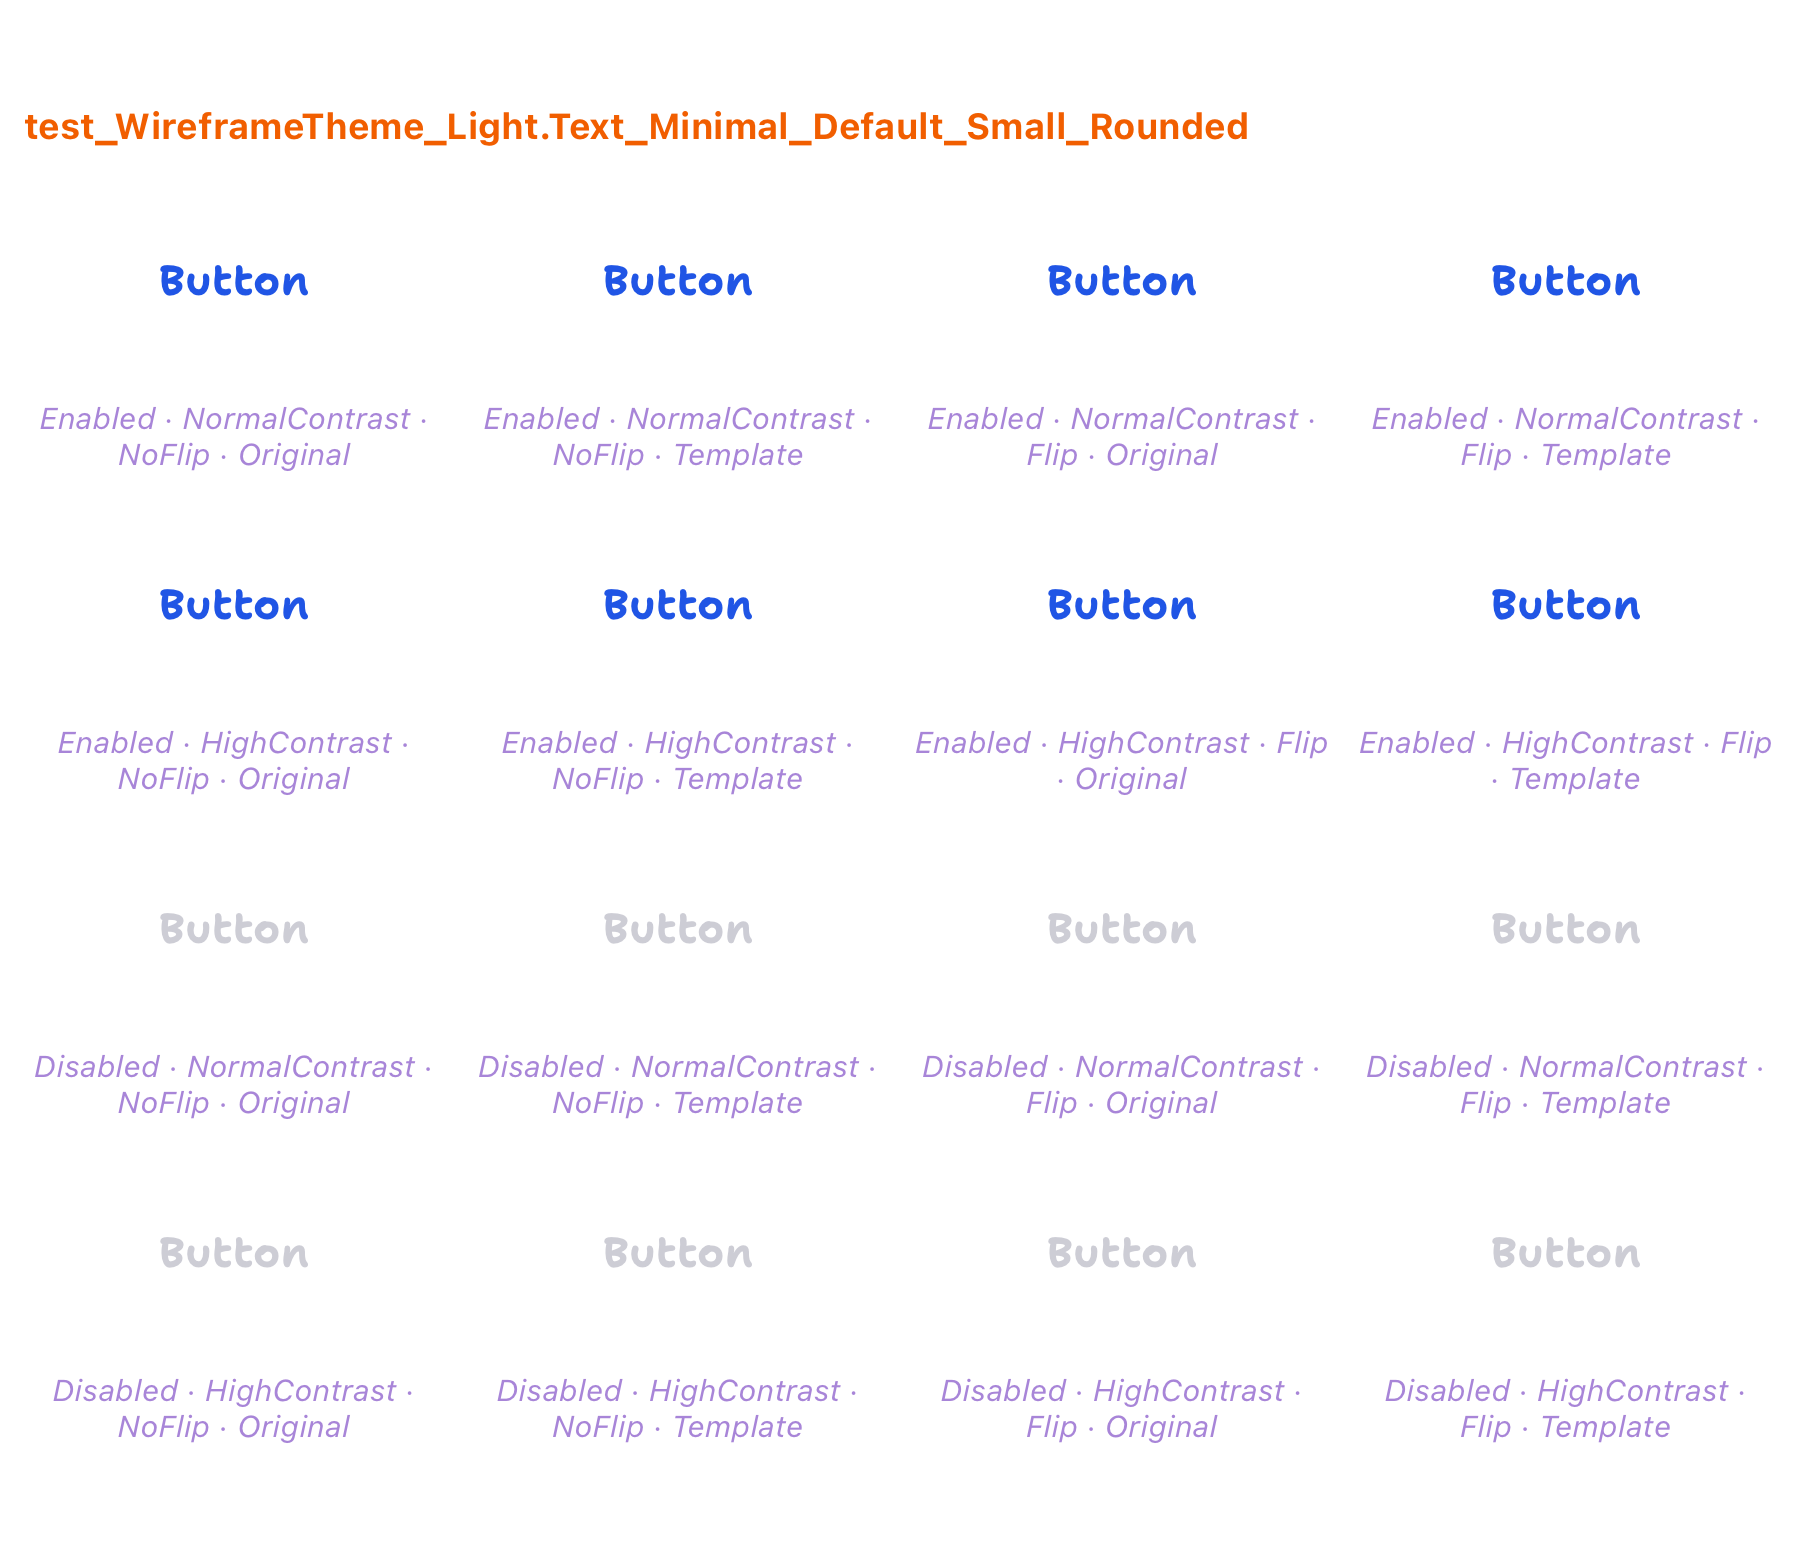 test_WireframeTheme_Light.Text_Minimal_Default_Small_Rounded
Button Button Button Button
Enabled · NormalContrast · Enabled · NormalContrast · Enabled · NormalContrast · Enabled · NormalContrast ·
NoFlip · Original NoFlip · Template Flip · Original Flip · Template
Button Button Button Button
Enabled · HighContrast · Enabled · HighContrast · Enabled · HighContrast · Flip Enabled · HighContrast · Flip
NoFlip · Original NoFlip · Template · Original · Template
Button Button Button Button
Disabled · NormalContrast · Disabled · NormalContrast · Disabled · NormalContrast · Disabled · NormalContrast ·
NoFlip · Original NoFlip · Template Flip · Original Flip · Template
Button Button Button Button
Disabled · HighContrast · Disabled · HighContrast · Disabled · HighContrast · Disabled · HighContrast ·
NoFlip · Original NoFlip · Template Flip · Original Flip · Template